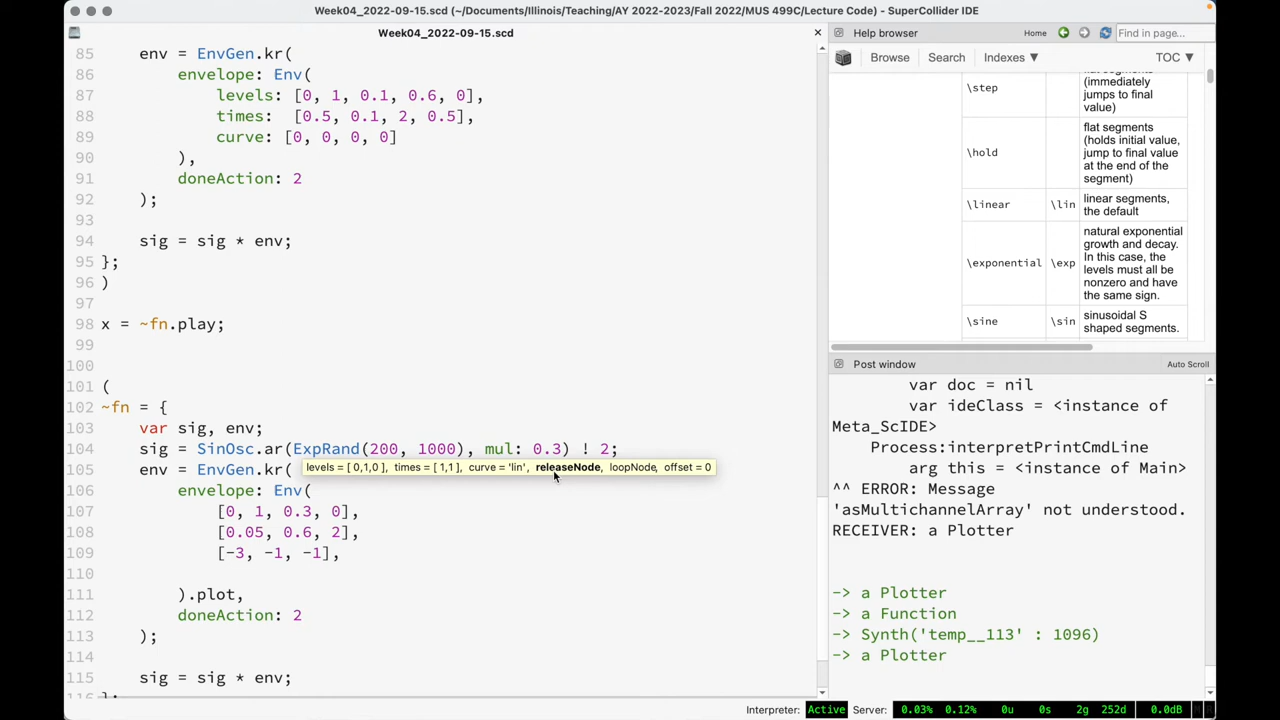 Week04_2022-09-15.scd (~/Documents/Illinois/Teaching/AY 2022-2023/Fall 2022/MUS 499C/Lecture Code) - SuperCollider IDE
Week04_2022-09-15.scd
85 env = EnvGen.kr(
86 envelope: Env(
87 levels: [0, 1, 0.1, 0.6, 0],
88 times: [0.5, 0.1, 2, 0.5],
89 curve: [0, 0, 0, 0]
90 ),
91 doneAction: 2
92 );
93
94 sig = sig * env;
95 };
96 )
97
98 x = ~fn.play;
99
100
101 (
102 ~fn = {
103 var sig, env;
104 sig = SinOsc.ar(ExpRand(200, 1000), mul: 0.3) ! 2;
105 env = EnvGen.kr(
levels = [ 0,1,0 ], times = [ 1,1 ], curve = 'lin', releaseNode, loopNode, offset = 0
106 envelope: Env(
107 [0, 1, 0.3, 0],
108 [0.05, 0.6, 2],
109 [-3, -1, -1],
110
111 ).plot,
112 doneAction: 2
113 );
114
115 sig = sig * env;
116 };
Help browser
Home
Find in page...
Browse Search Indexes ▼ TOC ▼
\step
(immediately
jumps to final
value)
\hold
flat segments
(holds initial value,
jump to final value
at the end of the
segment)
\linear \lin
linear segments,
the default
\exponential \exp
natural exponential
growth and decay.
In this case, the
levels must all be
nonzero and have
the same sign.
\sine \sin
sinusoidal S
shaped segments.
Post window
Auto Scroll
var doc = nil
var ideClass = <instance of
Meta_ScIDE>
Process:interpretPrintCmdLine
arg this = <instance of Main>
^^ ERROR: Message
'asMultichannelArray' not understood.
RECEIVER: a Plotter
-> a Plotter
-> a Function
-> Synth('temp__113' : 1096)
-> a Plotter
Interpreter: Active Server: 0.03% 0.12% 0u 0s 2g 252d 0.0dB M R